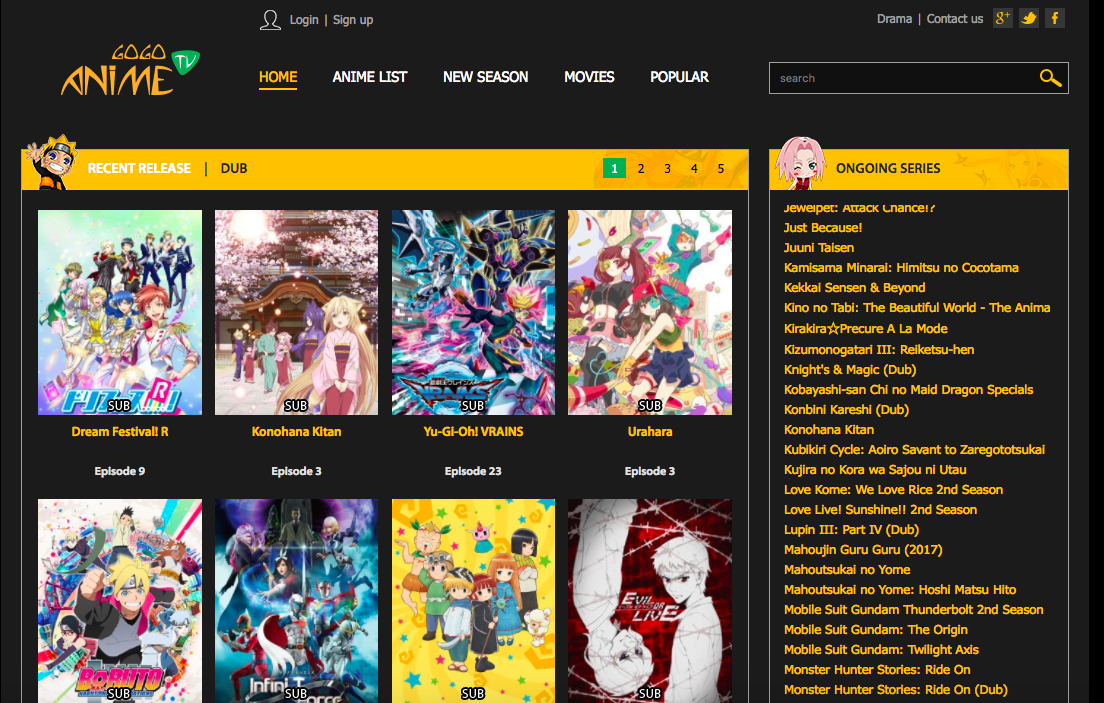 Login | Sign up
Drama | Contact us
g+
f
GOGO
ANIME
TV
HOME
ANIME LIST
NEW SEASON
MOVIES
POPULAR
search
RECENT RELEASE | DUB
1 2 3 4 5
SUB
SUB
SUB
SUB
Dream Festival! R
Konohana Kitan
Yu-Gi-Oh! VRAINS
Urahara
Episode 9
Episode 3
Episode 23
Episode 3
BORUTO
SUB
Infini-T Force
SUB
SUB
EVIL
OR
LIVE
SUB
ONGOING SERIES
Jewelpet: Attack Chance!?
Just Because!
Juuni Taisen
Kamisama Minarai: Himitsu no Cocotama
Kekkai Sensen & Beyond
Kino no Tabi: The Beautiful World - The Anima
Kirakira☆Precure A La Mode
Kizumonogatari III: Reiketsu-hen
Knight's & Magic (Dub)
Kobayashi-san Chi no Maid Dragon Specials
Konbini Kareshi (Dub)
Konohana Kitan
Kubikiri Cycle: Aoiro Savant to Zaregototsukai
Kujira no Kora wa Sajou ni Utau
Love Kome: We Love Rice 2nd Season
Love Live! Sunshine!! 2nd Season
Lupin III: Part IV (Dub)
Mahoujin Guru Guru (2017)
Mahoutsukai no Yome
Mahoutsukai no Yome: Hoshi Matsu Hito
Mobile Suit Gundam Thunderbolt 2nd Season
Mobile Suit Gundam: The Origin
Mobile Suit Gundam: Twilight Axis
Monster Hunter Stories: Ride On
Monster Hunter Stories: Ride On (Dub)